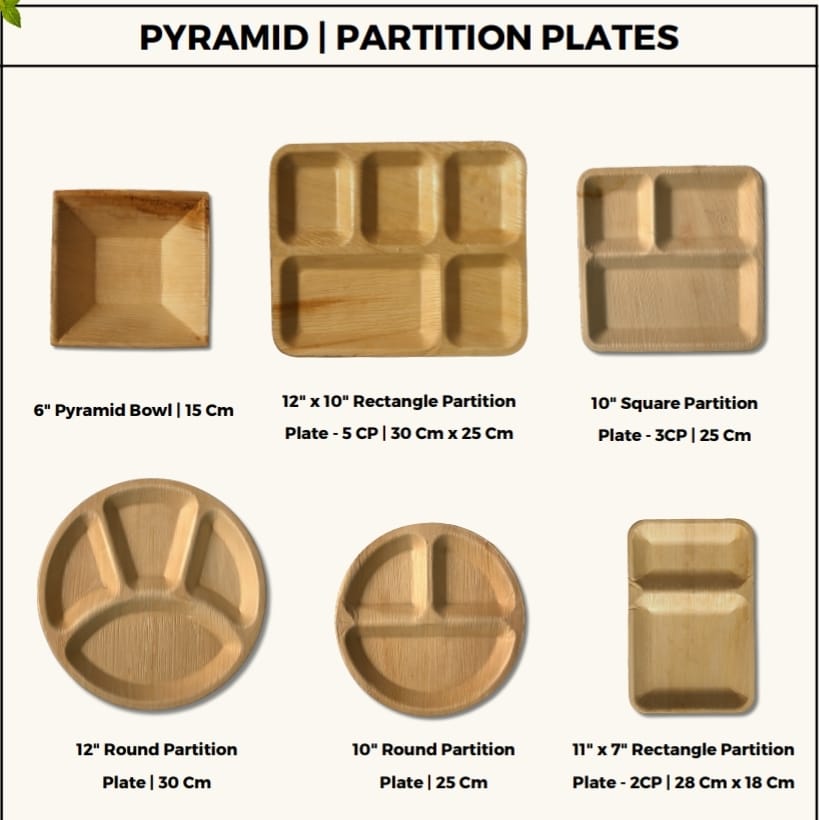 PYRAMID | PARTITION PLATES
6" Pyramid Bowl | 15 Cm
12" x 10" Rectangle Partition
Plate - 5 CP | 30 Cm x 25 Cm
10" Square Partition
Plate - 3CP | 25 Cm
12" Round Partition
Plate | 30 Cm
10" Round Partition
Plate | 25 Cm
11" x 7" Rectangle Partition
Plate - 2CP | 28 Cm x 18 Cm